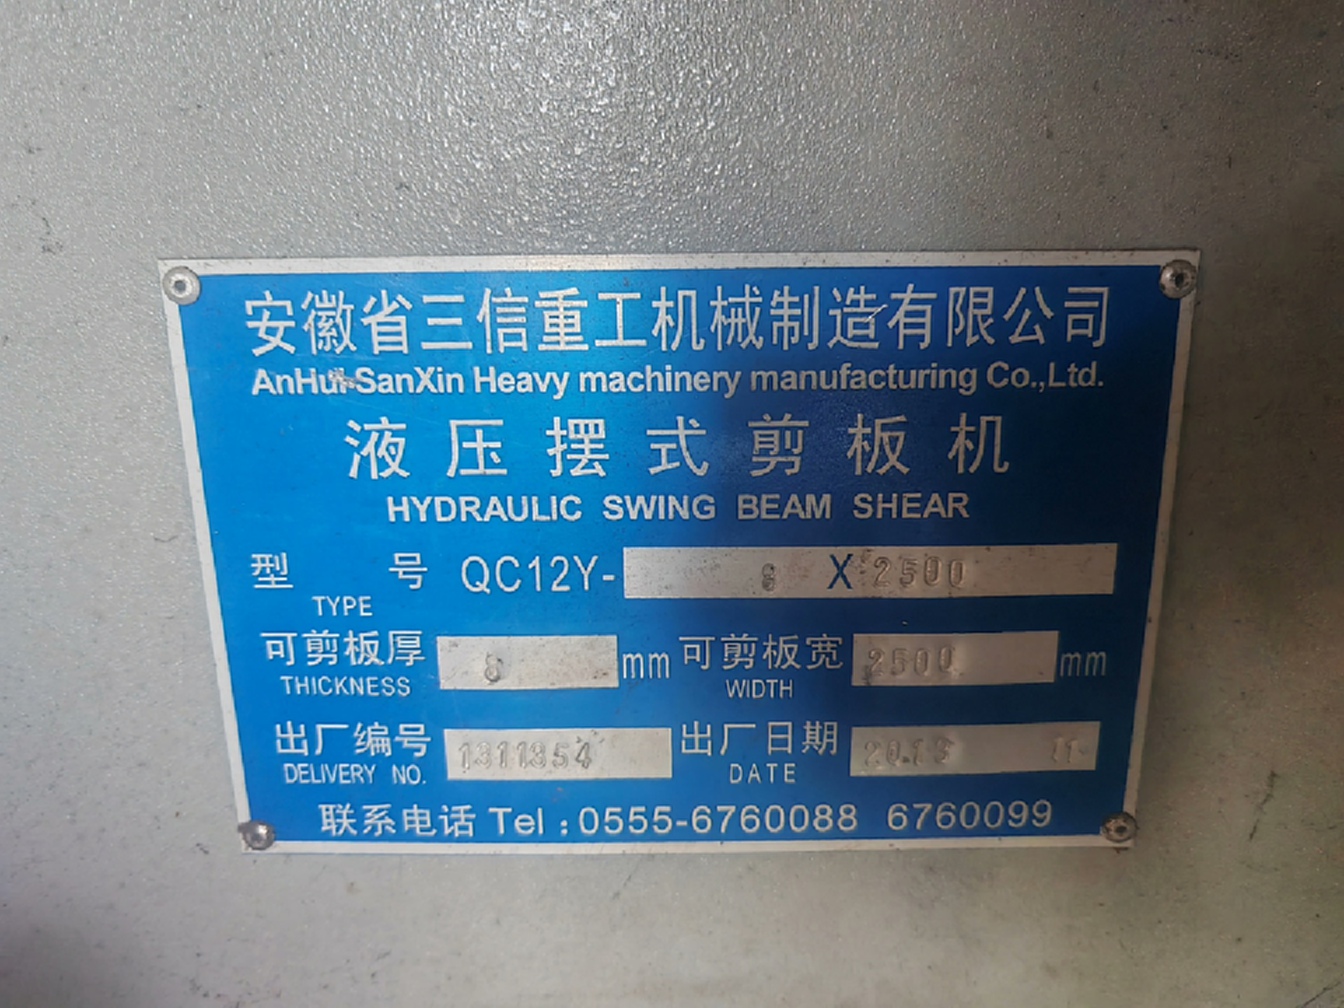 安徽省三信重工机械制造有限公司
AnHui-SanXin Heavy machinery manufacturing Co.,Ltd.
液压摆式剪板机
HYDRAULIC SWING BEAM SHEAR
型号 QC12Y- 8 X 2500
TYPE
可剪板厚 8 mm 可剪板宽 2500 mm
THICKNESS WIDTH
出厂编号 1311354 出厂日期 2013 11
DELIVERY NO. DATE
联系电话 Tel : 0555-6760088 6760099